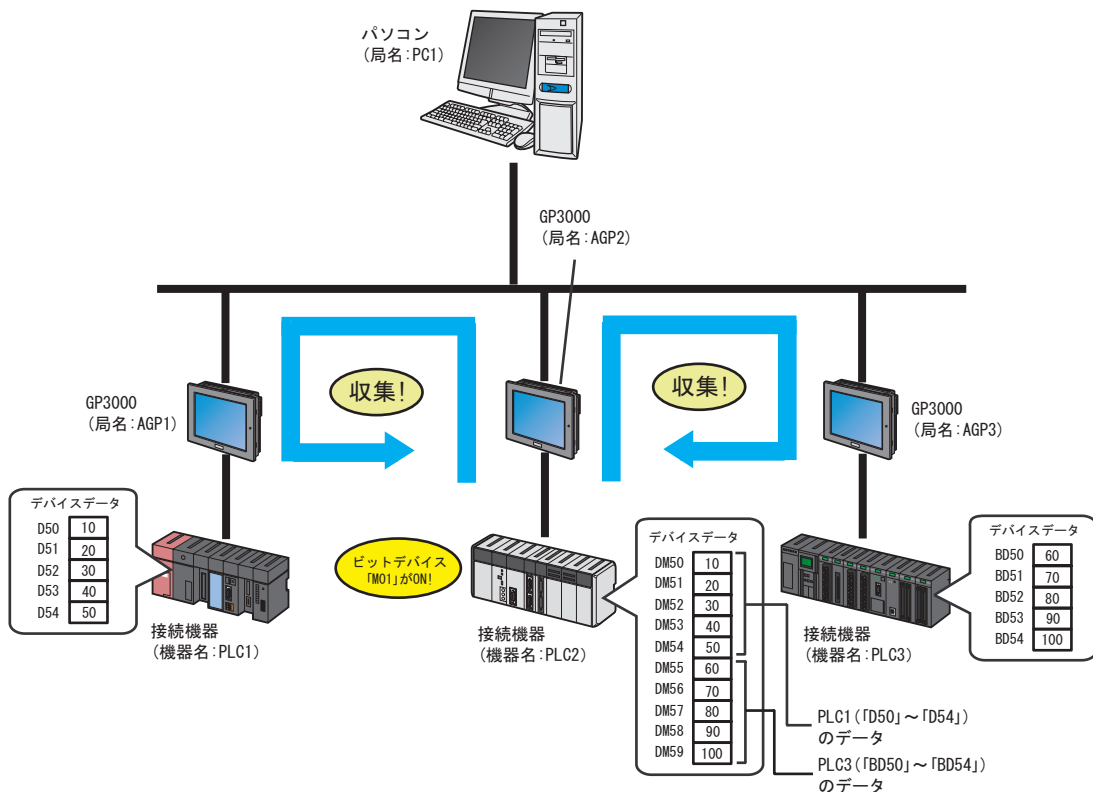 パソコン
(局名:PC1)
GP3000
(局名:AGP2)
収集!
収集!
GP3000
(局名:AGP1)
GP3000
(局名:AGP3)
デバイスデータ
D50 10
D51 20
D52 30
D53 40
D54 50
接続機器
(機器名:PLC1)
ビットデバイス
「M01」がON!
接続機器
(機器名:PLC2)
デバイスデータ
DM50 10
DM51 20
DM52 30
DM53 40
DM54 50
DM55 60
DM56 70
DM57 80
DM58 90
DM59 100
接続機器
(機器名:PLC3)
デバイスデータ
BD50 60
BD51 70
BD52 80
BD53 90
BD54 100
PLC1(「D50」~「D54」)
のデータ
PLC3(「BD50」~「BD54」)
のデータ